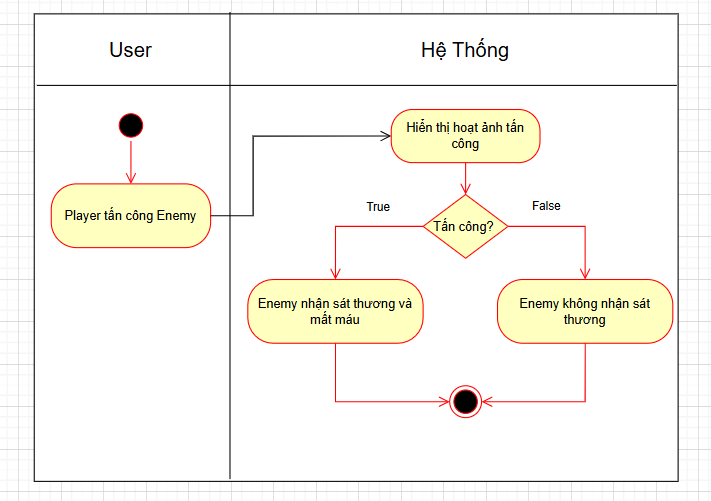 User
Hệ Thống
Hiển thị hoạt ảnh tấn
công
Player tấn công Enemy
True
False
Tấn công?
Enemy nhận sát thương và
mất máu
Enemy không nhận sát
thương